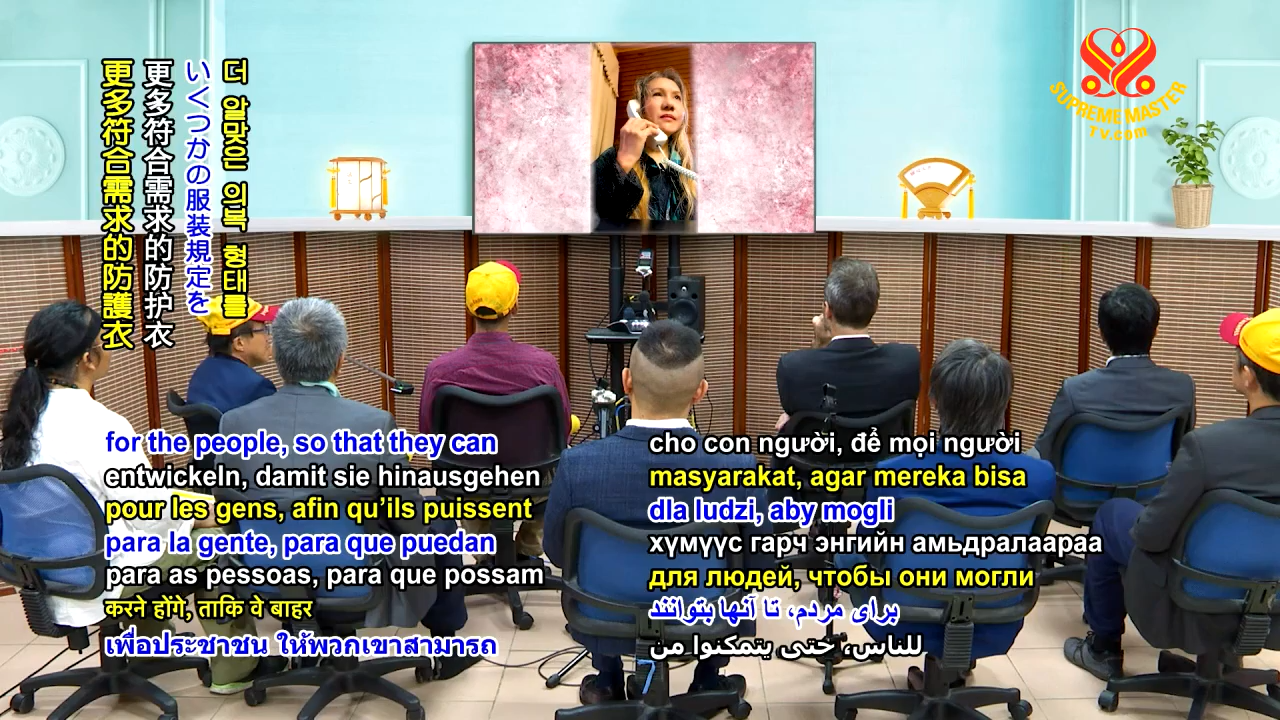 更多符合需求的防護衣
更多符合需求的防护衣
いくつかの服装規定を
더 알맞은 의복 형태를
SUPREME MASTER
TV.com
for the people, so that they can
entwickeln, damit sie hinausgehen
pour les gens, afin qu’ils puissent
para la gente, para que puedan
para as pessoas, para que possam
करने होंगे, ताकि वे बाहर
เพื่อประชาชน ให้พวกเขาสามารถ
cho con người, để mọi người
masyarakat, agar mereka bisa
dla ludzi, aby mogli
хүмүүс гарч энгийн амьдралаараа
для людей, чтобы они могли
برای مردم، تا آنها بتوانند
للناس، حتى يتمكنوا من